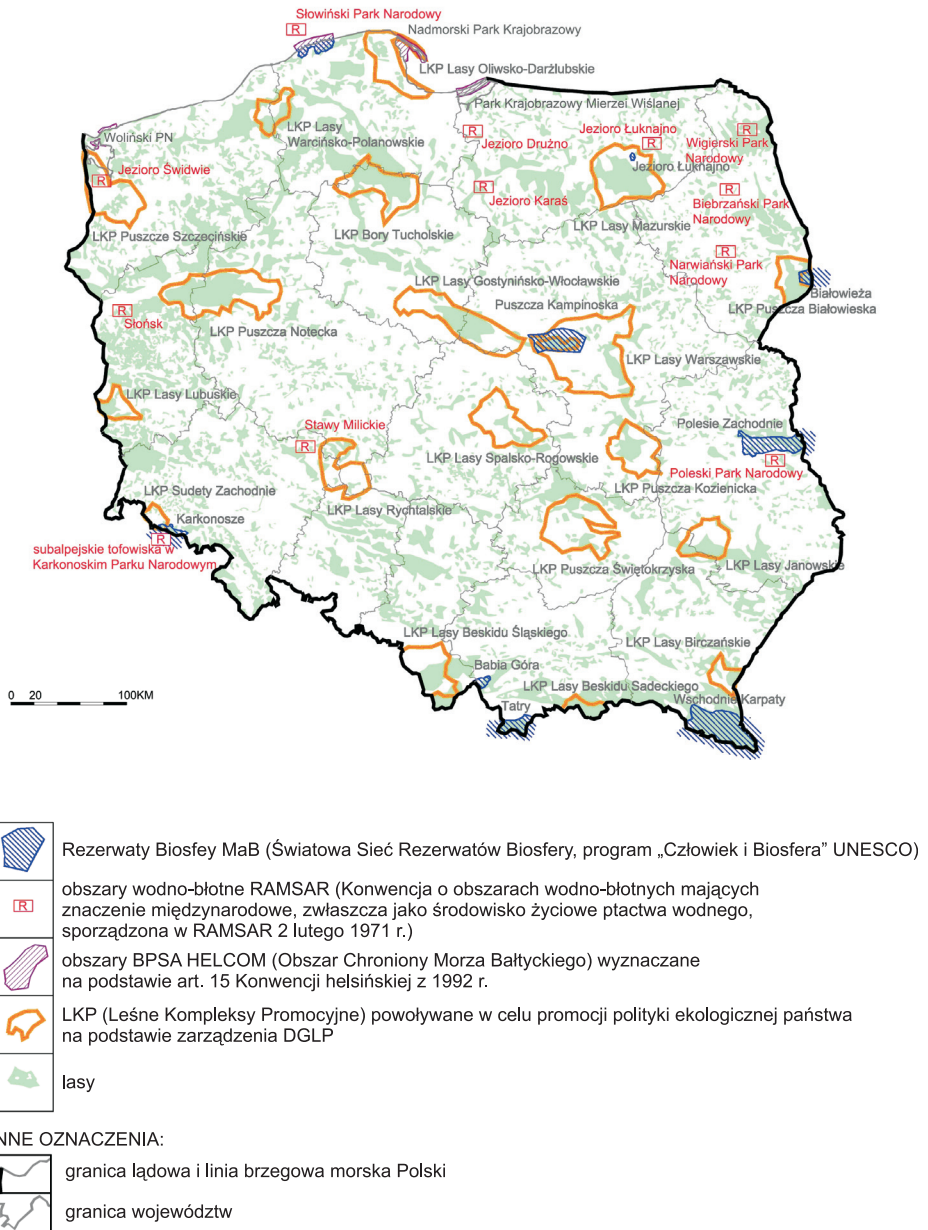 Słowiński Park Narodowy
R
Nadmorski Park Krajobrazowy
LKP Lasy Oliwsko-Darżlubskie
Park Krajobrazowy Mierzei Wiślanej
Woliński PN
LKP Lasy
Warcińsko-Polanowskie
R
Jezioro Drużno
Jezioro Łuknajno
R
Jezioro Łuknajno
R
Wigierski Park
Narodowy
R
Jezioro Świdwie
R
Jezioro Karaś
R
Biebrzański Park
Narodowy
LKP Puszcze Szczecińskie
LKP Bory Tucholskie
LKP Lasy Mazurskie
R
Narwiański Park
Narodowy
LKP Lasy Gostynińsko-Włocławskie
Puszcza Kampinoska
Białowieża
LKP Puszcza Białowieska
R
Słońsk
LKP Puszcza Notecka
LKP Lasy Warszawskie
LKP Lasy Lubuskie
Stawy Milickie
R
Polesie Zachodnie
LKP Lasy Spalsko-Rogowskie
R
Poleski Park Narodowy
LKP Puszcza Kozienicka
LKP Sudety Zachodnie
LKP Lasy Rychtalskie
Karkonosze
R
subalpejskie tofowiska w
Karkonoskim Parku Narodowym
LKP Puszcza Świętokrzyska
LKP Lasy Janowskie
LKP Lasy Beskidu Śląskiego
LKP Lasy Birczańskie
Babia Góra
LKP Lasy Beskidu Sadeckiego
Tatry
Wschodnie Karpaty
0 20 100KM
Rezerwaty Biosfey MaB (Światowa Sieć Rezerwatów Biosfery, program „Człowiek i Biosfera” UNESCO)
R
obszary wodno-błotne RAMSAR (Konwencja o obszarach wodno-błotnych mających
znaczenie międzynarodowe, zwłaszcza jako środowisko życiowe ptactwa wodnego,
sporządzona w RAMSAR 2 lutego 1971 r.)
obszary BPSA HELCOM (Obszar Chroniony Morza Bałtyckiego) wyznaczane
na podstawie art. 15 Konwencji helsińskiej z 1992 r.
LKP (Leśne Kompleksy Promocyjne) powoływane w celu promocji polityki ekologicznej państwa
na podstawie zarządzenia DGLP
lasy
NNE OZNACZENIA:
granica lądowa i linia brzegowa morska Polski
granica województw